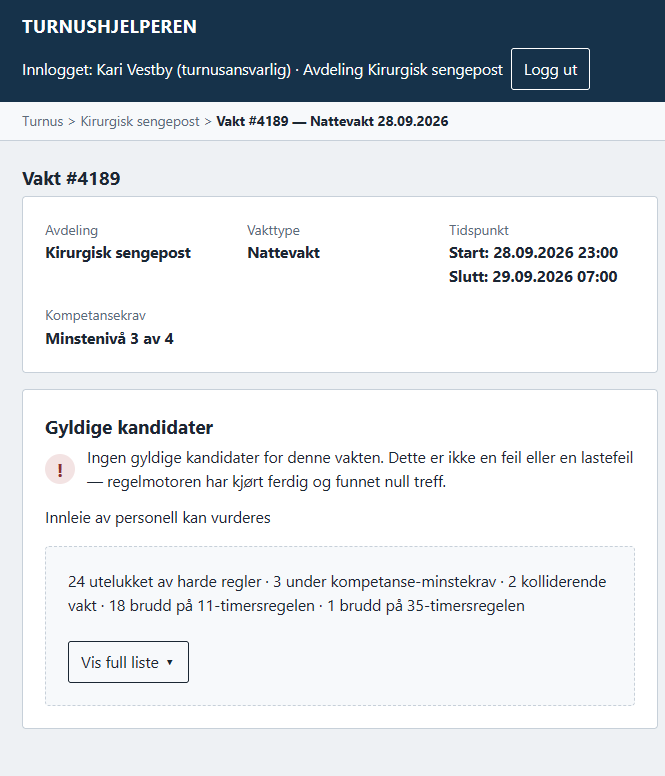 TURNUSHJELPEREN
Innlogget: Kari Vestby (turnusansvarlig) · Avdeling Kirurgisk sengepost
Logg ut
Turnus > Kirurgisk sengepost > Vakt #4189 — Nattevakt 28.09.2026
Vakt #4189
Avdeling
Kirurgisk sengepost
Vakttype
Nattevakt
Tidspunkt
Start: 28.09.2026 23:00
Slutt: 29.09.2026 07:00
Kompetansekrav
Minstenivå 3 av 4
Gyldige kandidater
!
Ingen gyldige kandidater for denne vakten. Dette er ikke en feil eller en lastefeil
— regelmotoren har kjørt ferdig og funnet null treff.
Innleie av personell kan vurderes
24 utelukket av harde regler · 3 under kompetanse-minstekrav · 2 kolliderende
vakt · 18 brudd på 11-timersregelen · 1 brudd på 35-timersregelen
Vis full liste ▾